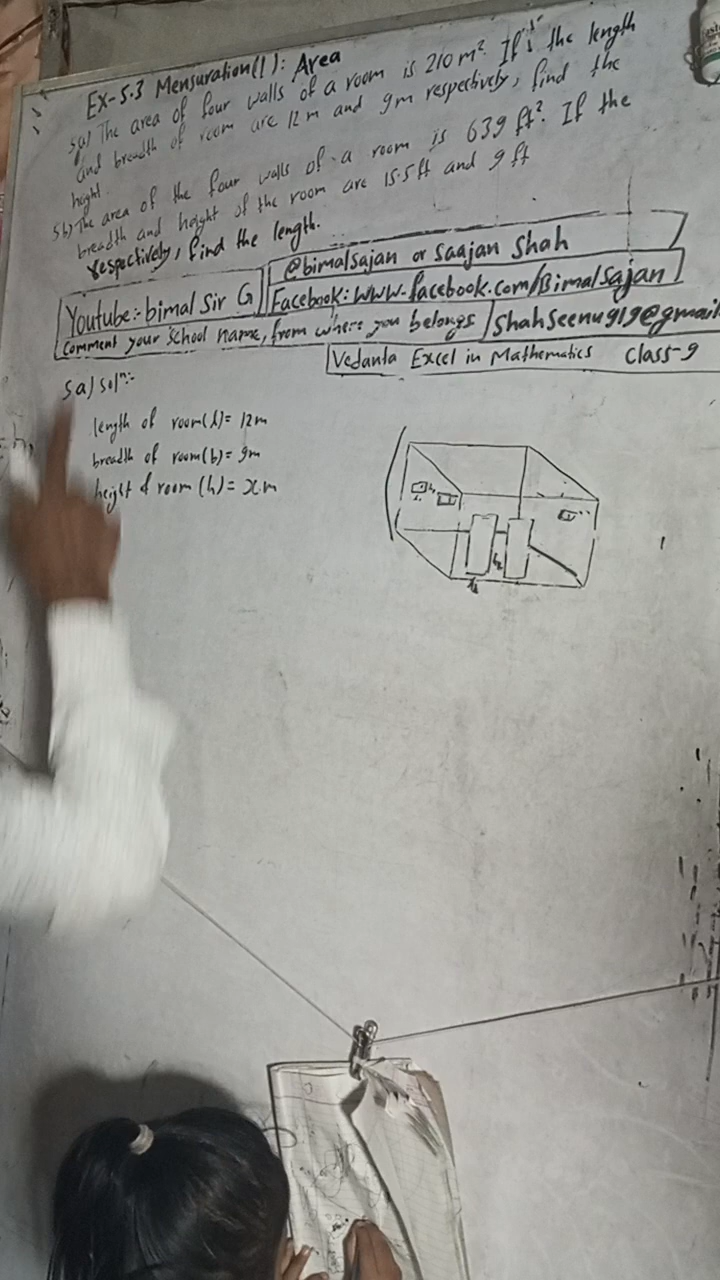 Ex-5.3 Mensuration(I): Area
5a) The area of four walls of a room is 210 m². If its the length
and breadth of room are 12 m and 9m respectively, find the
height.
5b) The area of the four walls of a room is 639 ft². If the
breadth and height of the room are 15.5ft and 9 ft
respectively, find the length.
@bimalsajan or saajan shah
Youtube:- bimal Sir G
Facebook: www.facebook.com/Bimalsajan
Comment your school name, from where you belongs
shahseenu919@gmail
Vedanta Excel in Mathematics Class-9
5a) solⁿ:-
length of room(l)= 12m
breadth of room(b)= 9m
height of room (h)= x m